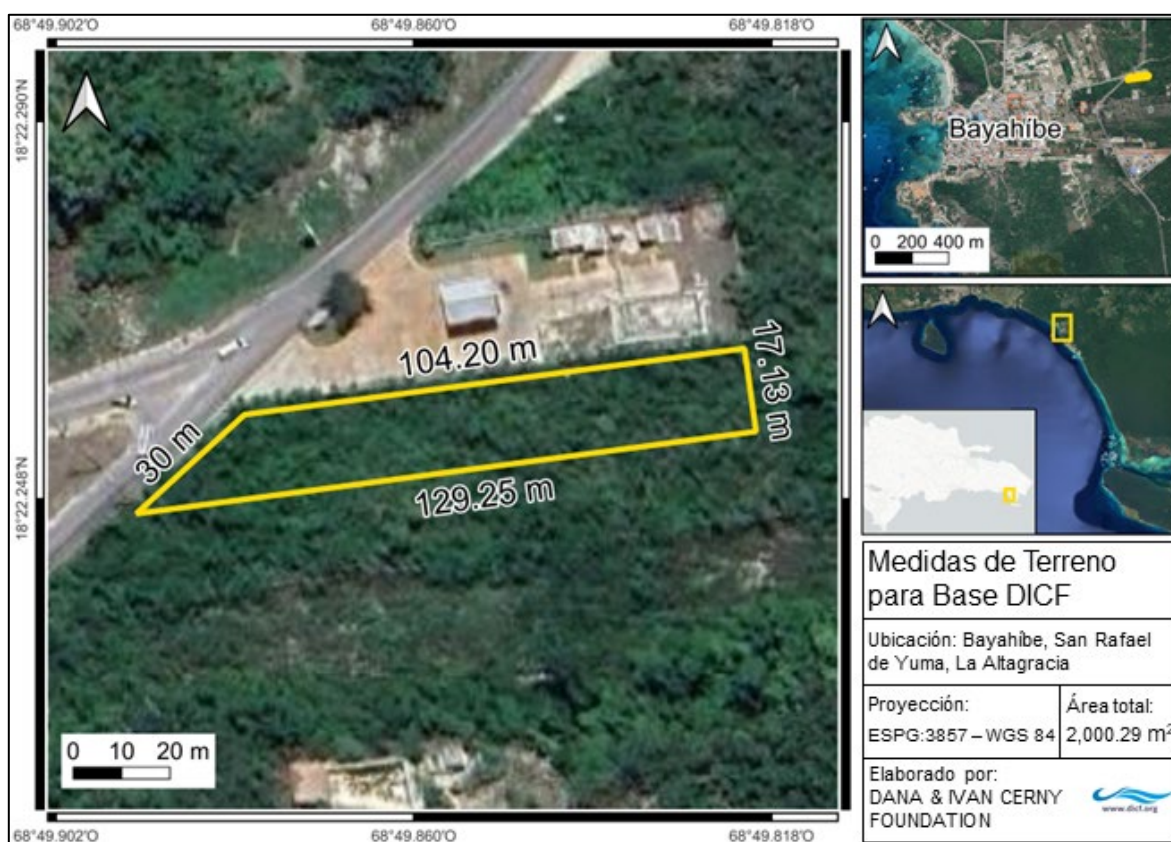 68°49.902'O 68°49.860'O 68°49.818'O
18°22.290'N
18°22.248'N
104.20 m
17.13 m
30 m
129.25 m
0 10 20 m
68°49.902'O 68°49.860'O 68°49.818'O
Bayahíbe
0 200 400 m
Medidas de Terreno
para Base DICF
Ubicación: Bayahíbe, San Rafael
de Yuma, La Altagracia
Proyección:
ESPG:3857 – WGS 84
Área total:
2,000.29 m²
Elaborado por:
DANA & IVAN CERNY
FOUNDATION
www.dicf.org